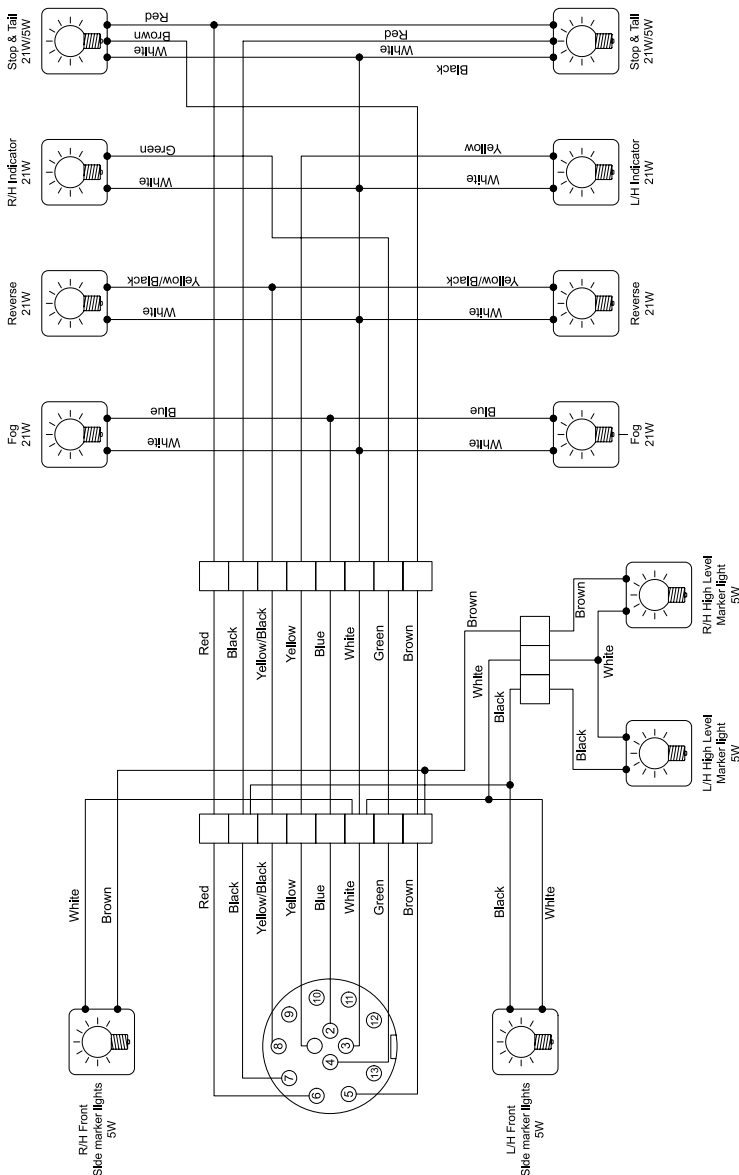 Stop & Tail
21W/5W
Red
Brown
White
Red
White
Black
Stop & Tail
21W/5W
R/H Indicator
21W
Green
White
Yellow
White
L/H Indicator
21W
Reverse
21W
Yellow/Black
White
Yellow/Black
White
Reverse
21W
Fog
21W
Blue
White
Blue
White
Fog
21W
Red
Black
Yellow/Black
Yellow
Blue
White
Green
Brown
Brown
White
Black
Brown
White
Black
R/H High Level
Marker light
5W
L/H High Level
Marker light
5W
White
Brown
Red
Black
Yellow/Black
Yellow
Blue
White
Green
Brown
Black
White
R/H Front
Side marker lights
5W
8
9
10
11
12
13
2
3
4
5
6
7
L/H Front
Side marker lights
5W